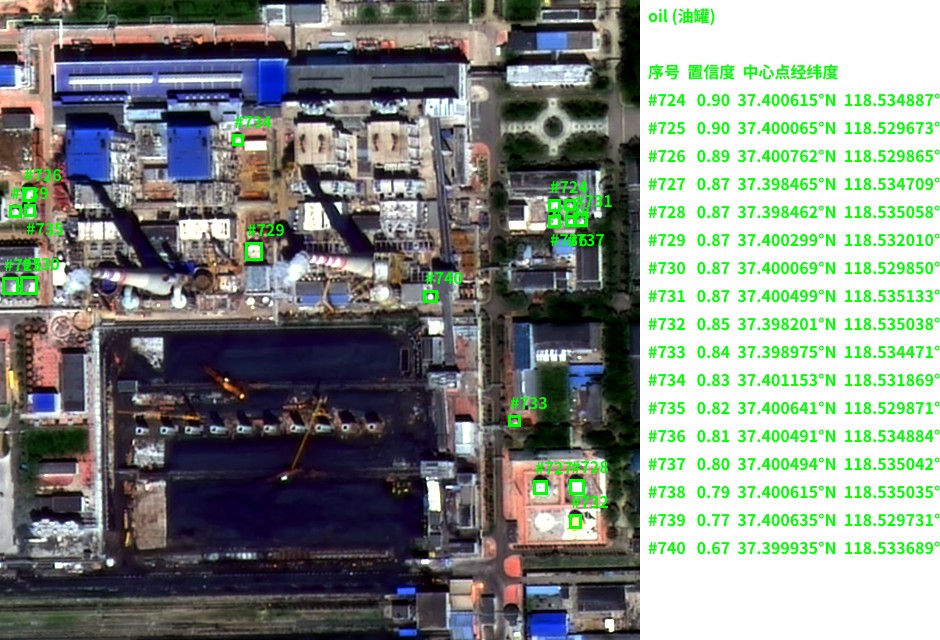 oil (油罐)
序号 置信度 中心点经纬度
#724 0.90 37.400615°N 118.534887°
#725 0.90 37.400065°N 118.529673°
#726 0.89 37.400762°N 118.529865°
#727 0.87 37.398465°N 118.534709°
#728 0.87 37.398462°N 118.535058°
#729 0.87 37.400299°N 118.532010°
#730 0.87 37.400069°N 118.529850°
#731 0.87 37.400499°N 118.535133°
#732 0.85 37.398201°N 118.535038°
#733 0.84 37.398975°N 118.534471°
#734 0.83 37.401153°N 118.531869°
#735 0.82 37.400641°N 118.529871°
#736 0.81 37.400491°N 118.534884°
#737 0.80 37.400494°N 118.535042°
#738 0.79 37.400615°N 118.535035°
#739 0.77 37.400635°N 118.529731°
#740 0.67 37.399935°N 118.533689°
#734
#726
#724
#731
#735
#729
#740
#733
#728
#732